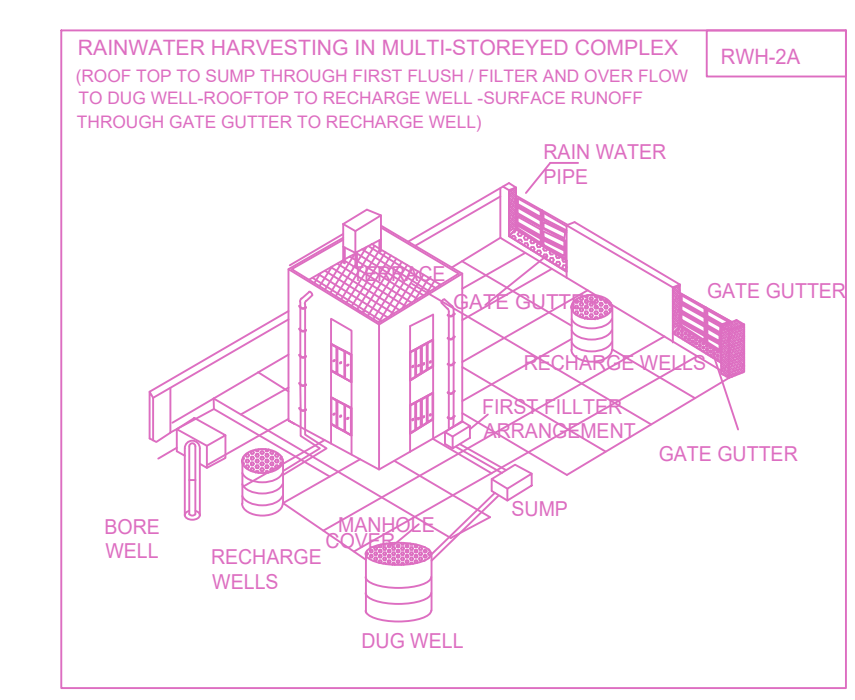 RAINWATER HARVESTING IN MULTI-STOREYED COMPLEX
RWH-2A
(ROOF TOP TO SUMP THROUGH FIRST FLUSH / FILTER AND OVER FLOW
TO DUG WELL-ROOFTOP TO RECHARGE WELL -SURFACE RUNOFF
THROUGH GATE GUTTER TO RECHARGE WELL)
RAIN WATER
PIPE
TERRACE
GATE GUTTER
GATE GUTTER
RECHARGE WELLS
FIRST FILLTER
ARRANGEMENT
GATE GUTTER
SUMP
BORE
WELL
MANHOLE
COVER
RECHARGE
WELLS
DUG WELL